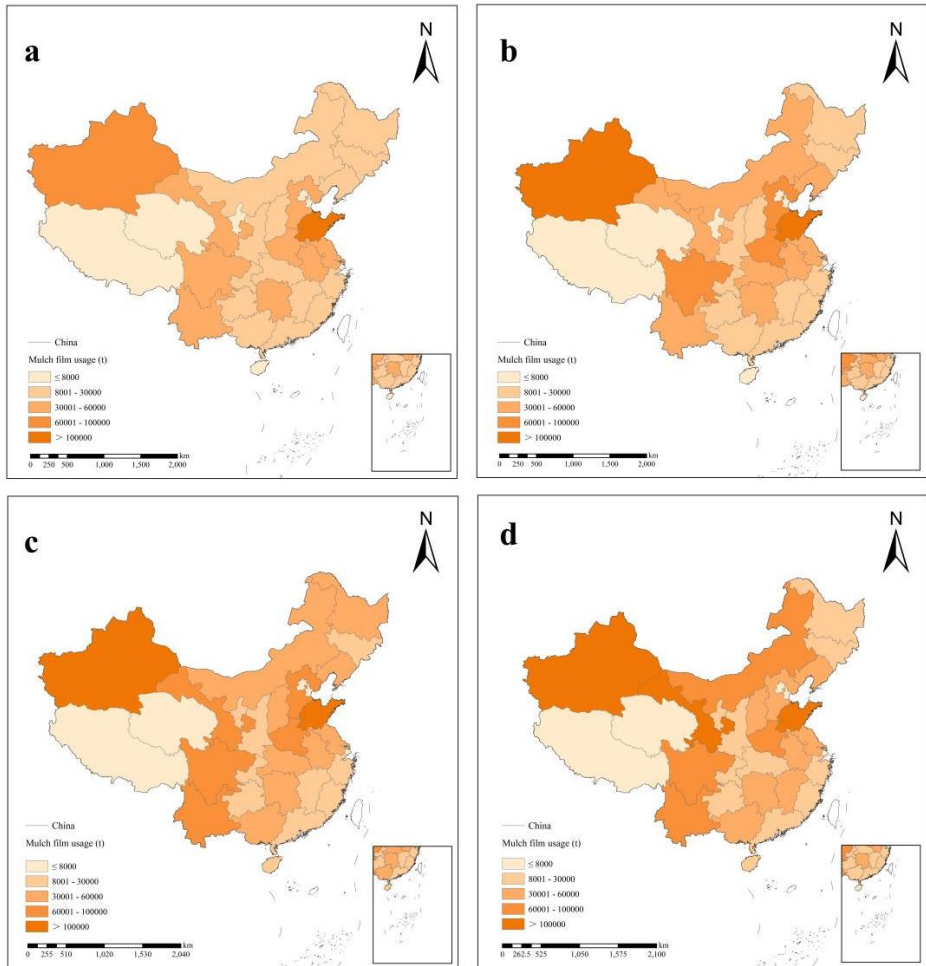 a
N
China
Mulch film usage (t)
≤ 8000
8001 - 30000
30001 - 60000
60001 - 100000
> 100000
km
0 250 500 1,000 1,500 2,000
b
N
China
Mulch film usage (t)
≤ 8000
8001 - 30000
30001 - 60000
60001 - 100000
> 100000
km
0 250 500 1,000 1,500 2,000
c
N
China
Mulch film usage (t)
≤ 8000
8001 - 30000
30001 - 60000
60001 - 100000
> 100000
km
0 255 510 1,020 1,530 2,040
d
N
China
Mulch film usage (t)
≤ 8000
8001 - 30000
30001 - 60000
60001 - 100000
> 100000
km
0 262.5 525 1,050 1,575 2,100